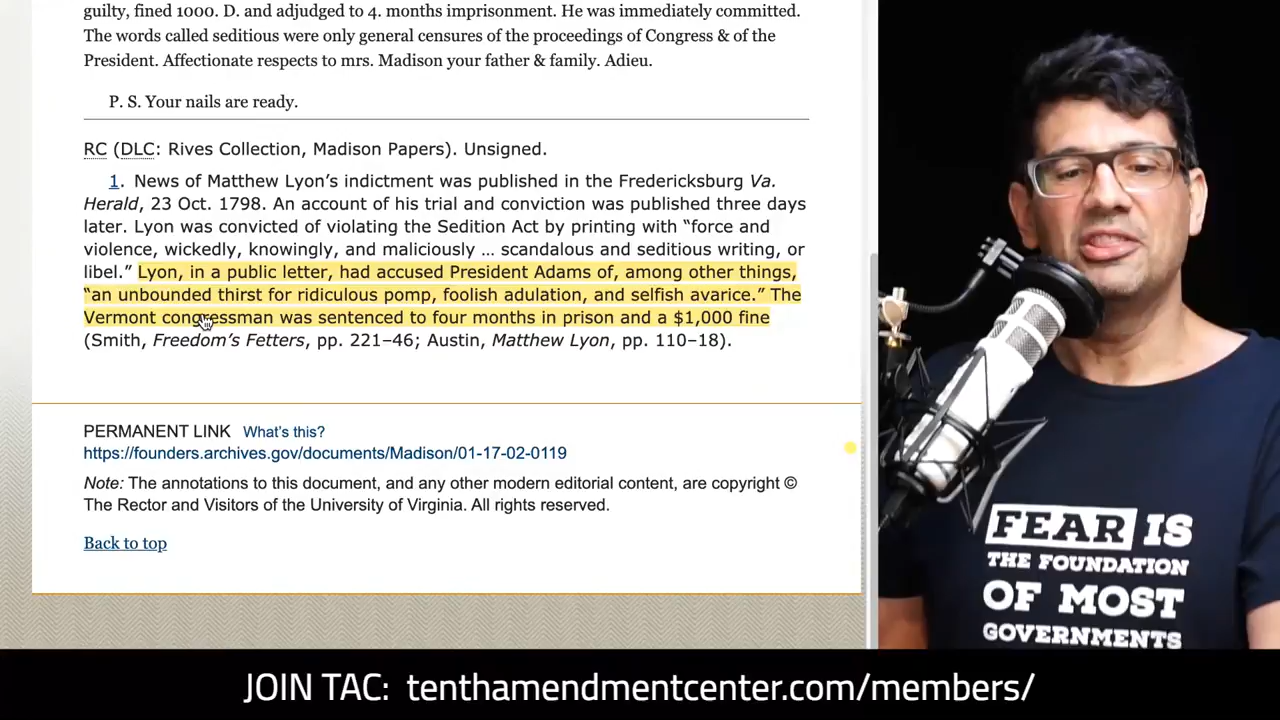 guilty, fined 1000. D. and adjudged to 4. months imprisonment. He was immediately committed.
The words called seditious were only general censures of the proceedings of Congress & of the
President. Affectionate respects to mrs. Madison your father & family. Adieu.
P. S. Your nails are ready.
RC (DLC: Rives Collection, Madison Papers). Unsigned.
1. News of Matthew Lyon’s indictment was published in the Fredericksburg Va.
Herald, 23 Oct. 1798. An account of his trial and conviction was published three days
later. Lyon was convicted of violating the Sedition Act by printing with “force and
violence, wickedly, knowingly, and maliciously … scandalous and seditious writing, or
libel.” Lyon, in a public letter, had accused President Adams of, among other things,
“an unbounded thirst for ridiculous pomp, foolish adulation, and selfish avarice.” The
Vermont congressman was sentenced to four months in prison and a $1,000 fine
(Smith, Freedom’s Fetters, pp. 221–46; Austin, Matthew Lyon, pp. 110–18).
PERMANENT LINK What’s this?
https://founders.archives.gov/documents/Madison/01-17-02-0119
Note: The annotations to this document, and any other modern editorial content, are copyright ©
The Rector and Visitors of the University of Virginia. All rights reserved.
Back to top
FEAR IS
THE FOUNDATION
OF MOST
GOVERNMENTS
JOIN TAC: tenthamendmentcenter.com/members/